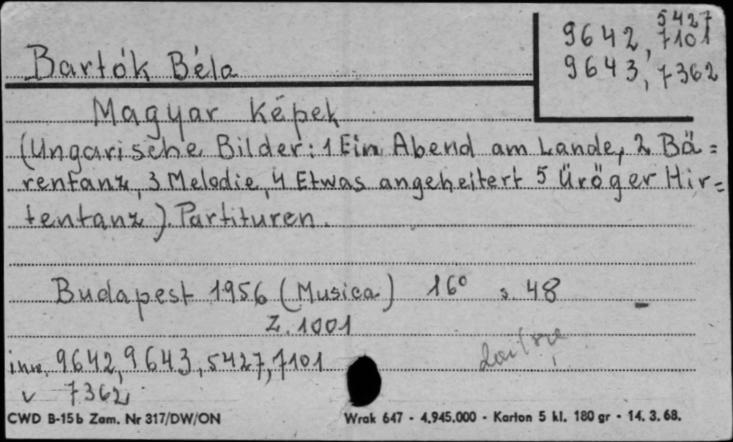 5427
9642, 7101
9643, 7362
Bartók Béla
Magyar Képek
(Ungarische Bilder: 1 Ein Abend am Lande, 2 Bä=
rentanz, 3 Melodie, 4 Etwas angeheitert 5 Üröger Hir=
tentanz). Partituren.
Budapest 1956 (Musica) 16° s. 48
Z. 1001
inw. 9642, 9643, 5427, 7101
v 7362
CWD B-15b Zam. Nr 317/DW/ON Wrak 647 - 4.945.000 - Karton 5 kl. 180 gr - 14. 3. 68.